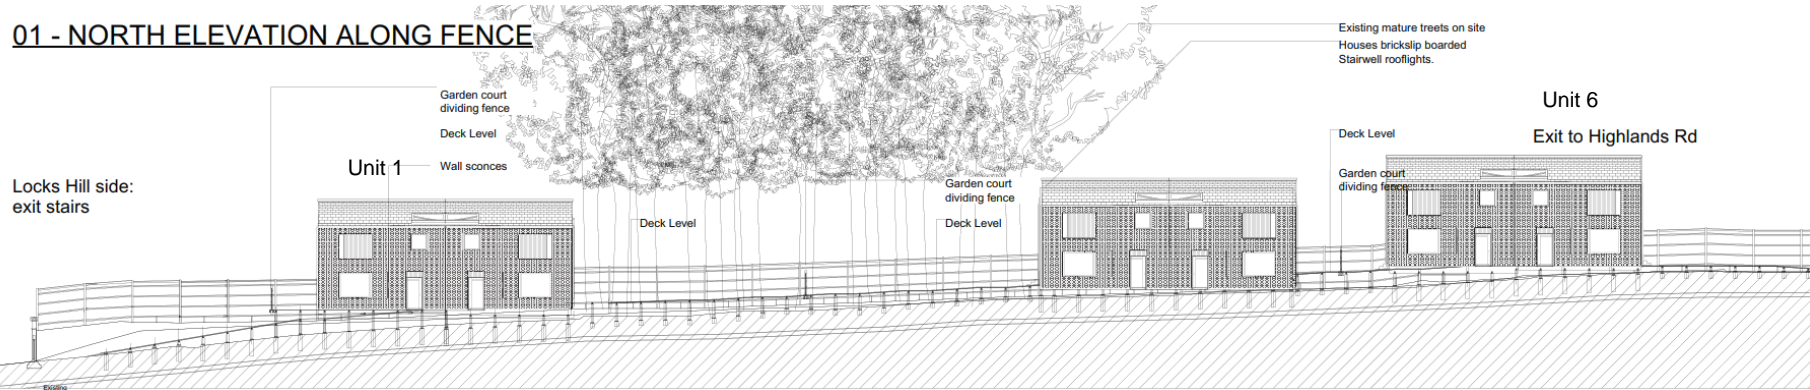 01 - NORTH ELEVATION ALONG FENCE
Existing mature treets on site
Houses brickslip boarded
Stairwell rooflights.
Garden court
dividing fence
Deck Level
Unit 1
Wall sconces
Locks Hill side:
exit stairs
Deck Level
Garden court
dividing fence
Deck Level
Unit 6
Deck Level
Exit to Highlands Rd
Garden court
dividing fence
Existing